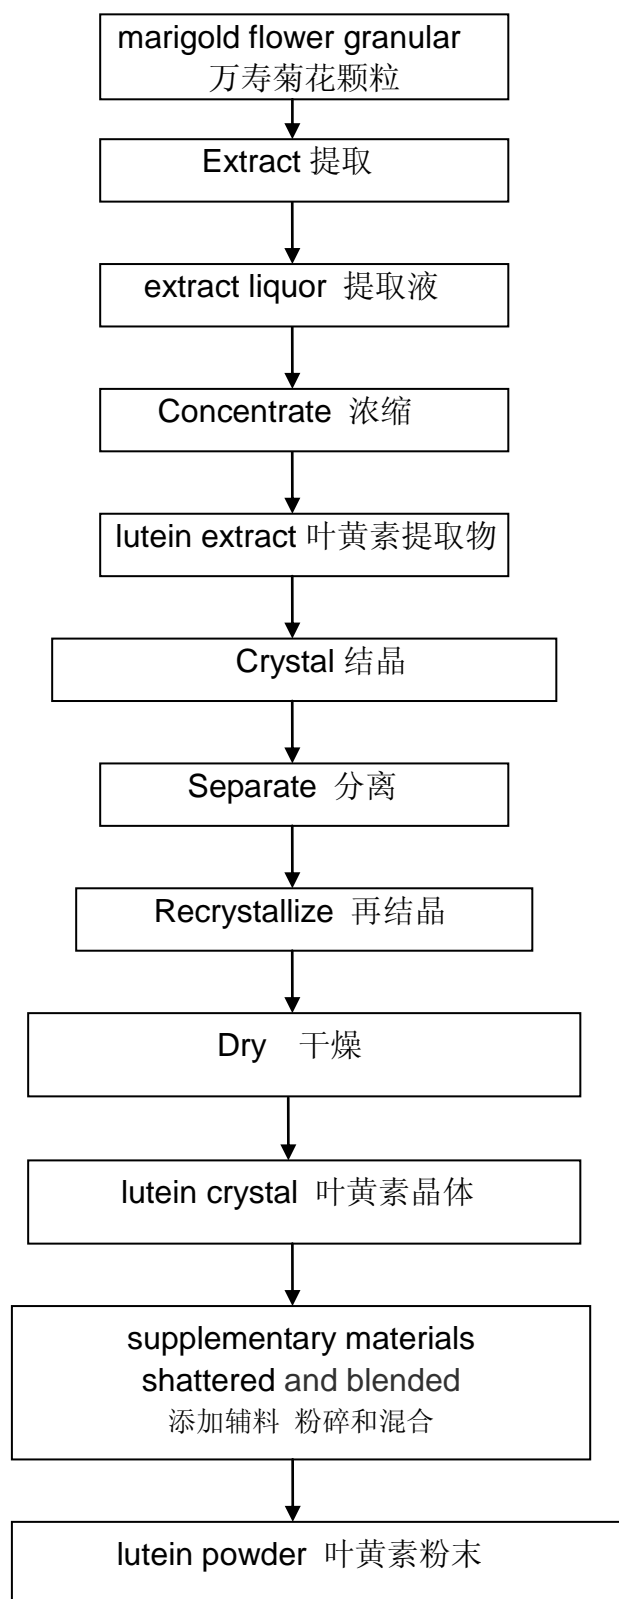 marigold flower granular
万寿菊花颗粒
Extract 提取
extract liquor 提取液
Concentrate 浓缩
lutein extract 叶黄素提取物
Crystal 结晶
Separate 分离
Recrystallize 再结晶
Dry 干燥
lutein crystal 叶黄素晶体
supplementary materials
shattered and blended
添加辅料 粉碎和混合
lutein powder 叶黄素粉末